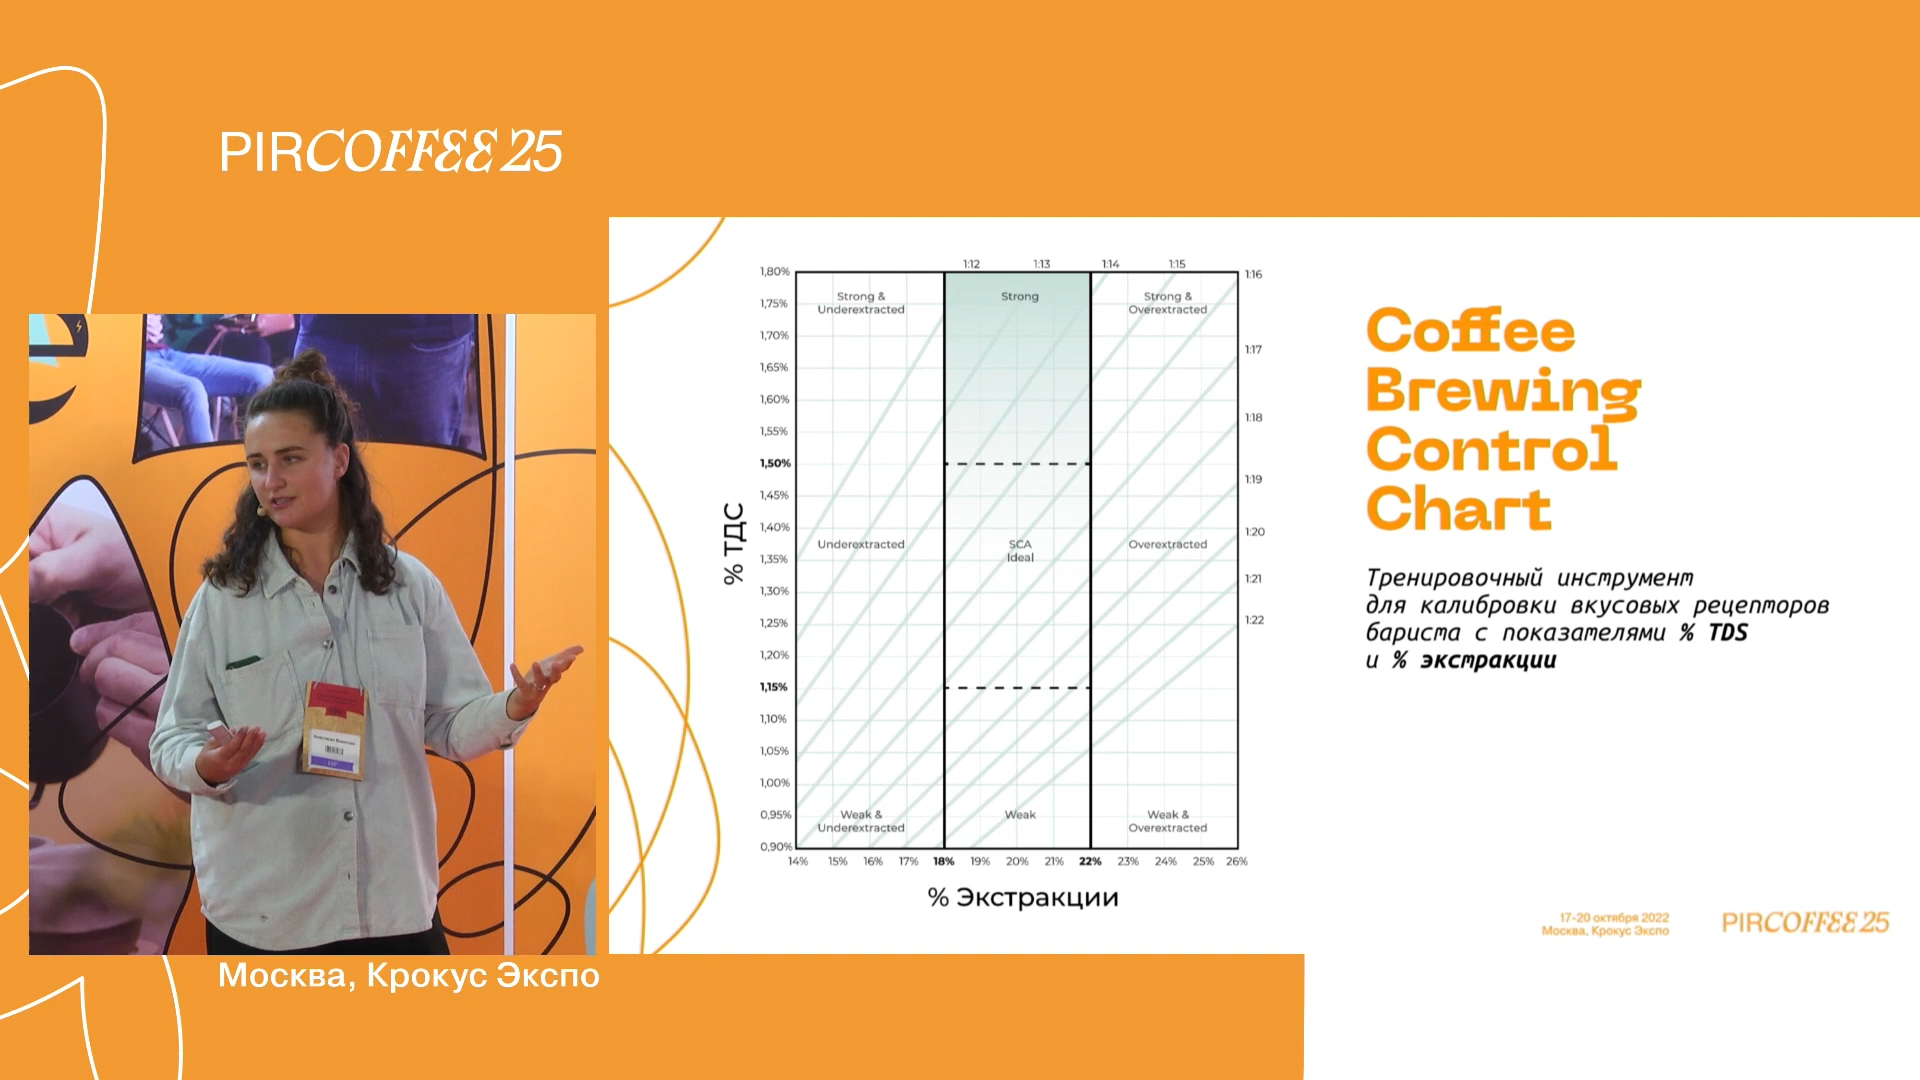 PIRCOFFEE 25
Москва, Крокус Экспо
1:12 1:13 1:14 1:15
1:16
1:17
1:18
1:19
1:20
1:21
1:22
1,80%
1,75%
1,70%
1,65%
1,60%
1,55%
1,50%
1,45%
1,40%
1,35%
1,30%
1,25%
1,20%
1,15%
1,10%
1,05%
1,00%
0,95%
0,90%
% ТДС
Strong &
Underextracted
Strong
Strong &
Overextracted
Underextracted
SCA
Ideal
Overextracted
Weak &
Underextracted
Weak
Weak &
Overextracted
14% 15% 16% 17% 18% 19% 20% 21% 22% 23% 24% 25% 26%
% Экстракции
Coffee
Brewing
Control
Chart
Тренировочный инструмент
для калибровки вкусовых рецепторов
бариста с показателями % TDS
и % экстракции
17-20 октября 2022
Москва, Крокус Экспо
PIRCOFFEE 25